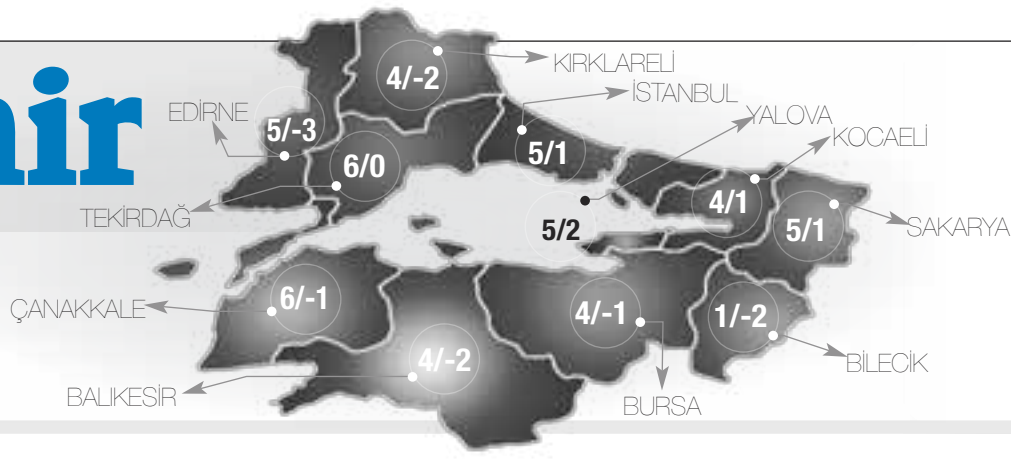 nir
KIRKLARELİ
4/-2
İSTANBUL
EDİRNE
5/-3
YALOVA
KOCAELİ
6/0
5/1
4/1
TEKİRDAĞ
5/2
5/1
SAKARYA
ÇANAKKALE
6/-1
4/-1
1/-2
BİLECİK
4/-2
BALIKESİR
BURSA